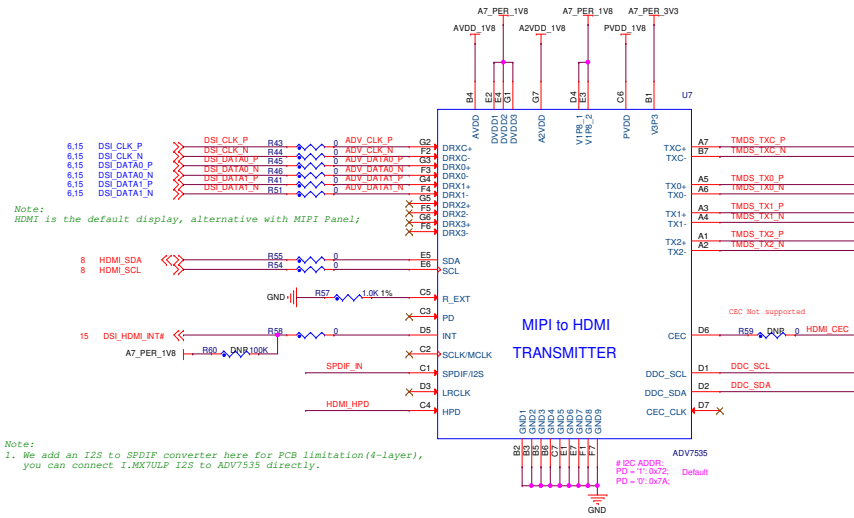 A7_PER_1V8
AVDD_1V8
A2VDD_1V8
A7_PER_1V8
PVDD_1V8
A7_PER_3V3
U7
B4 E2 E4 G1 G7 D4 E3 C6 B1
AVDD DVDD1 DVDD2 DVDD3 A2VDD V1P8_1 V1P8_2 PVDD V3P3
6,15 DSI_CLK_P DSI_CLK_P R43 0 ADV_CLK_P G2 DRXC+
6,15 DSI_CLK_N DSI_CLK_N R44 0 ADV_CLK_N F2 DRXC-
6,15 DSI_DATA0_P DSI_DATA0_P R45 0 ADV_DATA0_P G3 DRX0+
6,15 DSI_DATA0_N DSI_DATA0_N R46 0 ADV_DATA0_N F3 DRX0-
6,15 DSI_DATA1_P DSI_DATA1_P R41 0 ADV_DATA1_P G4 DRX1+
6,15 DSI_DATA1_N DSI_DATA1_N R51 0 ADV_DATA1_N F4 DRX1-
G5 DRX2+
F5 DRX2-
G6 DRX3+
F6 DRX3-
Note:
HDMI is the default display, alternative with MIPI Panel;
TXC+ A7 TMDS_TXC_P
TXC- B7 TMDS_TXC_N
TX0+ A5 TMDS_TX0_P
TX0- A6 TMDS_TX0_N
TX1+ A3 TMDS_TX1_P
TX1- A4 TMDS_TX1_N
TX2+ A1 TMDS_TX2_P
TX2- A2 TMDS_TX2_N
8 HDMI_SDA R55 0 E5 SDA
8 HDMI_SCL R54 0 E6 SCL
GND R57 1.0K 1% C5 R_EXT
C3 PD
15 DSI_HDMI_INT# R58 0 D5 INT
A7_PER_1V8 R60 DNR 100K C2 SCLK/MCLK
SPDIF_IN C1 SPDIF/I2S
D3 LRCLK
HDMI_HPD C4 HPD
MIPI to HDMI
TRANSMITTER
CEC Not supported
CEC D6 R59 DNR 0 HDMI_CEC
DDC_SCL D1 DDC_SCL
DDC_SDA D2 DDC_SDA
CEC_CLK D7
GND1 GND2 GND3 GND4 GND5 GND6 GND7 GND8 GND9
B2 B3 B5 B6 C7 E1 E7 F1 F7
GND
ADV7535
# I2C ADDR:
PD = '1': 0x72; Default
PD = '0': 0x7A;
Note:
1. We add an I2S to SPDIF converter here for PCB limitation(4-layer),
you can connect I.MX7ULP I2S to ADV7535 directly.